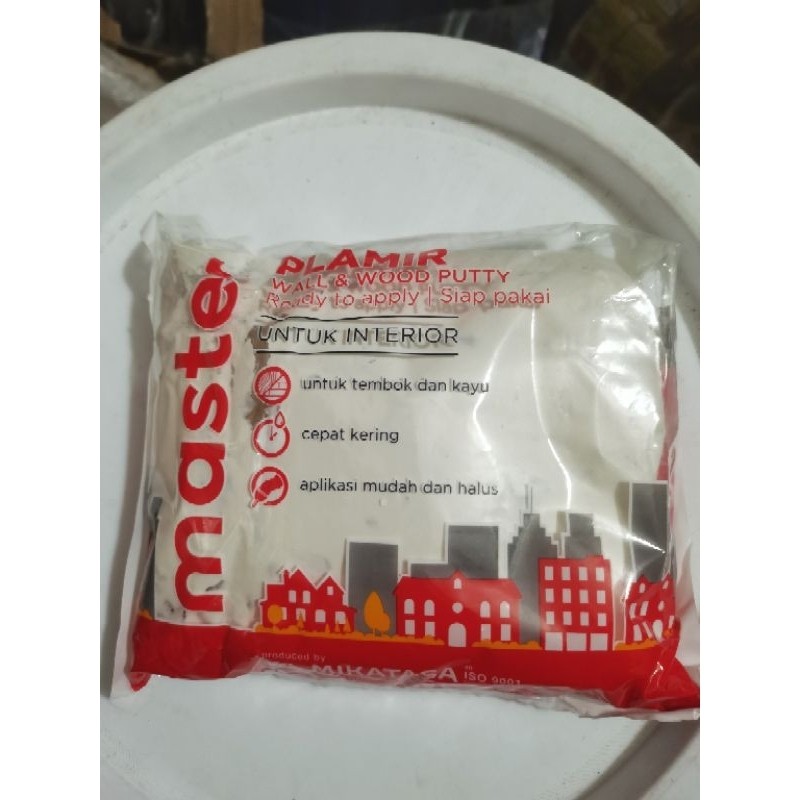 master
PLAMIR
WALL & WOOD PUTTY
Ready to apply | Siap pakai
UNTUK INTERIOR
untuk tembok dan kayu
cepat kering
aplikasi mudah dan halus
produced by
MIKATASA
ISO 9001